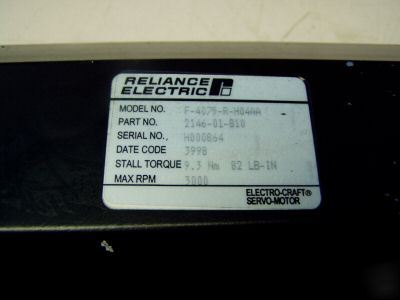 RELIANCE
ELECTRIC
MODEL NO. F-4075-R-H04AA
PART NO. 2146-01-B10
SERIAL NO. H000864
DATE CODE 3998
STALL TORQUE 9.3 Nm 82 LB-IN
MAX RPM 3000
ELECTRO-CRAFT®
SERVO-MOTOR